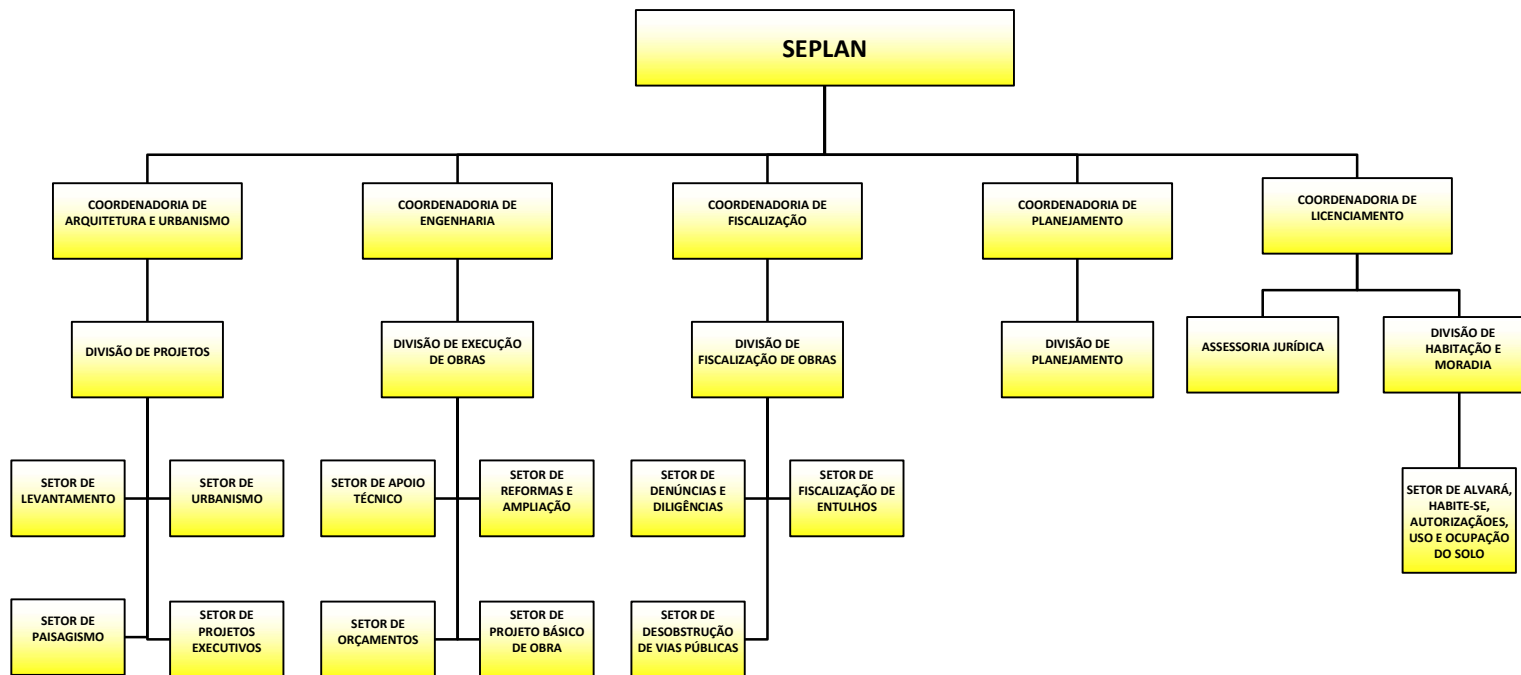 SEPLAN
COORDENADORIA DE
ARQUITETURA E URBANISMO
COORDENADORIA DE
ENGENHARIA
COORDENADORIA DE
FISCALIZAÇÃO
COORDENADORIA DE
PLANEJAMENTO
COORDENADORIA DE
LICENCIAMENTO
DIVISÃO DE PROJETOS
DIVISÃO DE EXECUÇÃO
DE OBRAS
DIVISÃO DE
FISCALIZAÇÃO DE OBRAS
DIVISÃO DE
PLANEJAMENTO
ASSESSORIA JURÍDICA
DIVISÃO DE
HABITAÇÃO E
MORADIA
SETOR DE
LEVANTAMENTO
SETOR DE
URBANISMO
SETOR DE APOIO
TÉCNICO
SETOR DE
REFORMAS E
AMPLIAÇÃO
SETOR DE
DENÚNCIAS E
DILIGÊNCIAS
SETOR DE
FISCALIZAÇÃO DE
ENTULHOS
SETOR DE ALVARÁ,
HABITE-SE,
AUTORIZAÇÃOES,
USO E OCUPAÇÃO
DO SOLO
SETOR DE
PAISAGISMO
SETOR DE
PROJETOS
EXECUTIVOS
SETOR DE
ORÇAMENTOS
SETOR DE
PROJETO BÁSICO
DE OBRA
SETOR DE
DESOBSTRUÇÃO
DE VIAS PÚBLICAS